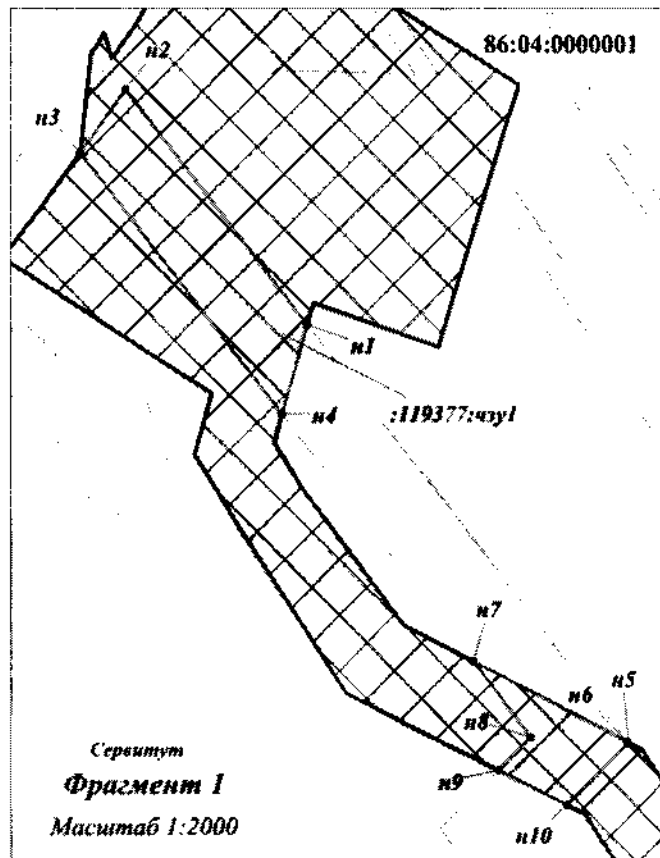 86:04:0000001
н2
н3
н1
н4
:119377:чзу1
н7
н6
н5
н8
н9
н10
Сервитут
Фрагмент 1
Масштаб 1:2000